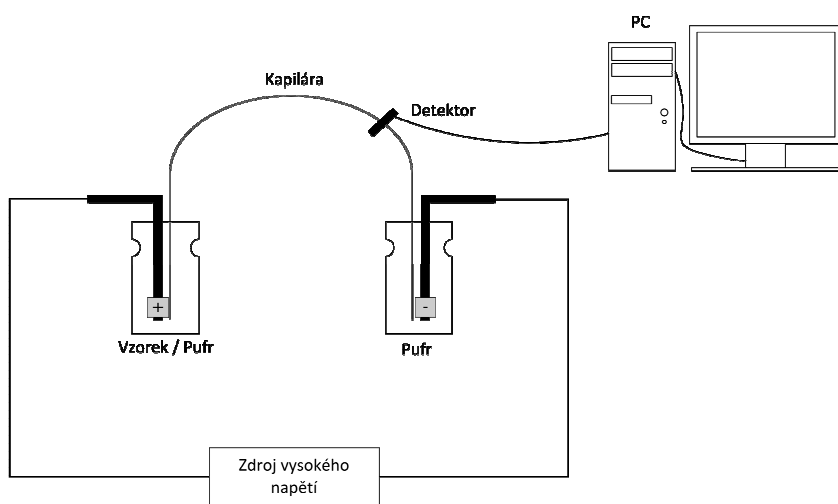 PC
Kapilára
Detektor
+
-
Vzorek / Pufr
Pufr
Zdroj vysokého
napětí